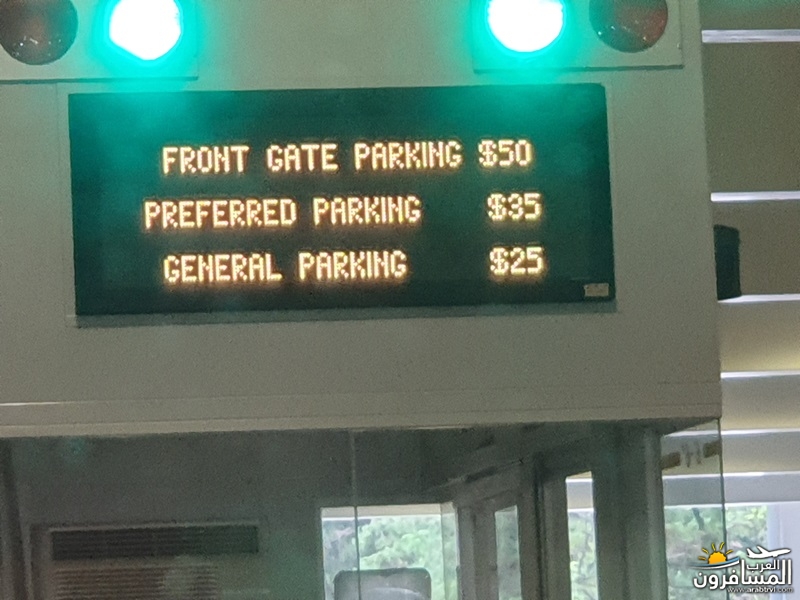 FRONT GATE PARKING $50
PREFERRED PARKING $35
GENERAL PARKING $25
العرب
المسافرون
www.arabtrvl.com